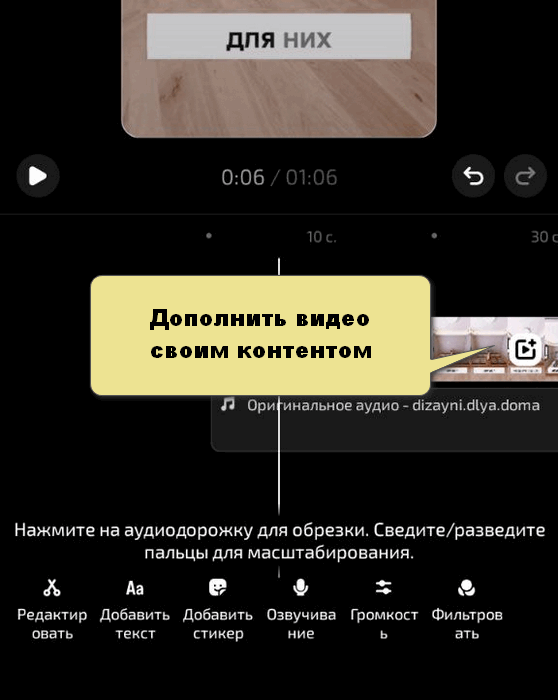 для них
0:06 / 01:06
10 с.
30 с
Дополнить видео
своим контентом
Оригинальное аудио - dizayni.dlya.doma
Нажмите на аудиодорожку для обрезки. Сведите/разведите
пальцы для масштабирования.
Aa
Редактир
овать
Добавить
текст
Добавить
стикер
Озвучива
ние
Громкост
ь
Фильтров
ать